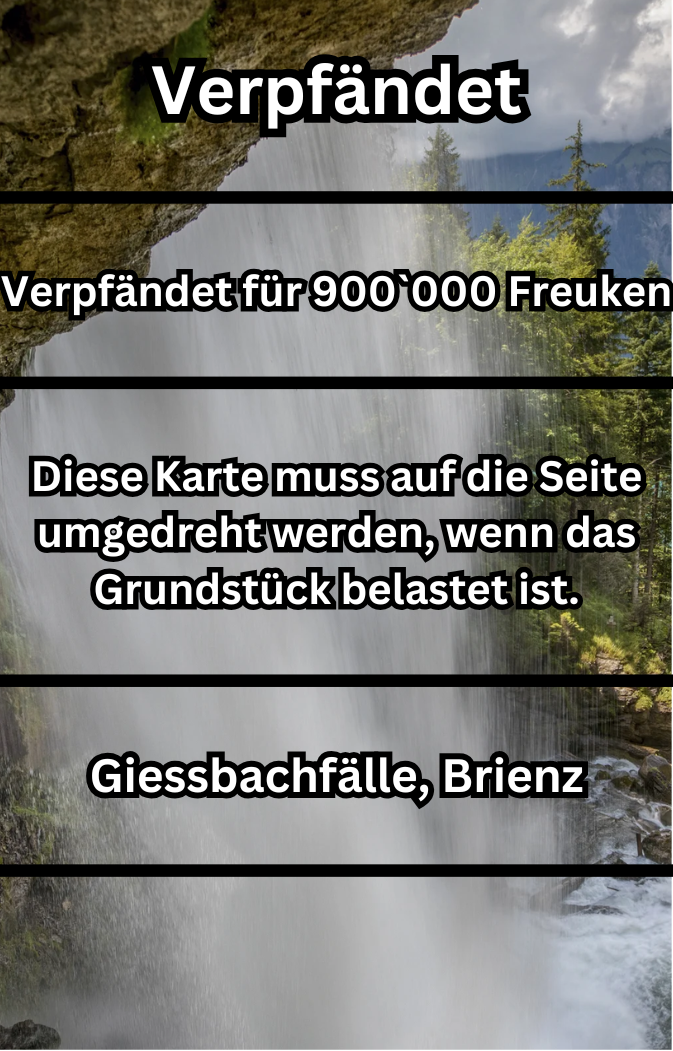 Verpfändet
Verpfändet für 900`000 Freuken
Diese Karte muss auf die Seite
umgedreht werden, wenn das
Grundstück belastet ist.
Giessbachfälle, Brienz